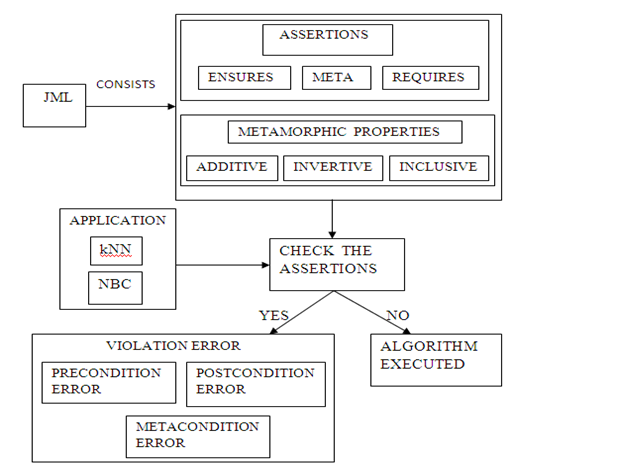 ASSERTIONS
ENSURES META REQUIRES
CONSISTS
JML
METAMORPHIC PROPERTIES
ADDITIVE INVERTIVE INCLUSIVE
APPLICATION
kNN
NBC
CHECK THE
ASSERTIONS
YES NO
VIOLATION ERROR
PRECONDITION
ERROR
POSTCONDITION
ERROR
METACONDITION
ERROR
ALGORITHM
EXECUTED